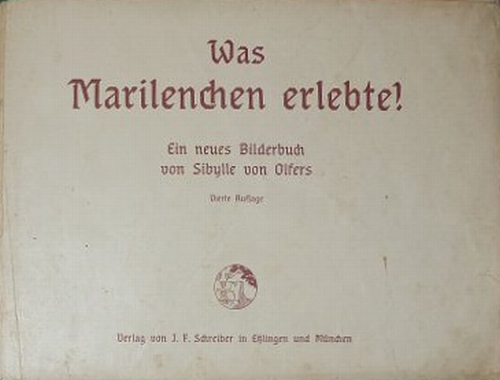 Was
Marilenchen erlebte!
Ein neues Bilderbuch
von Sibylle von Olfers
Vierte Auflage
Verlag von J. F. Schreiber in Eßlingen und München